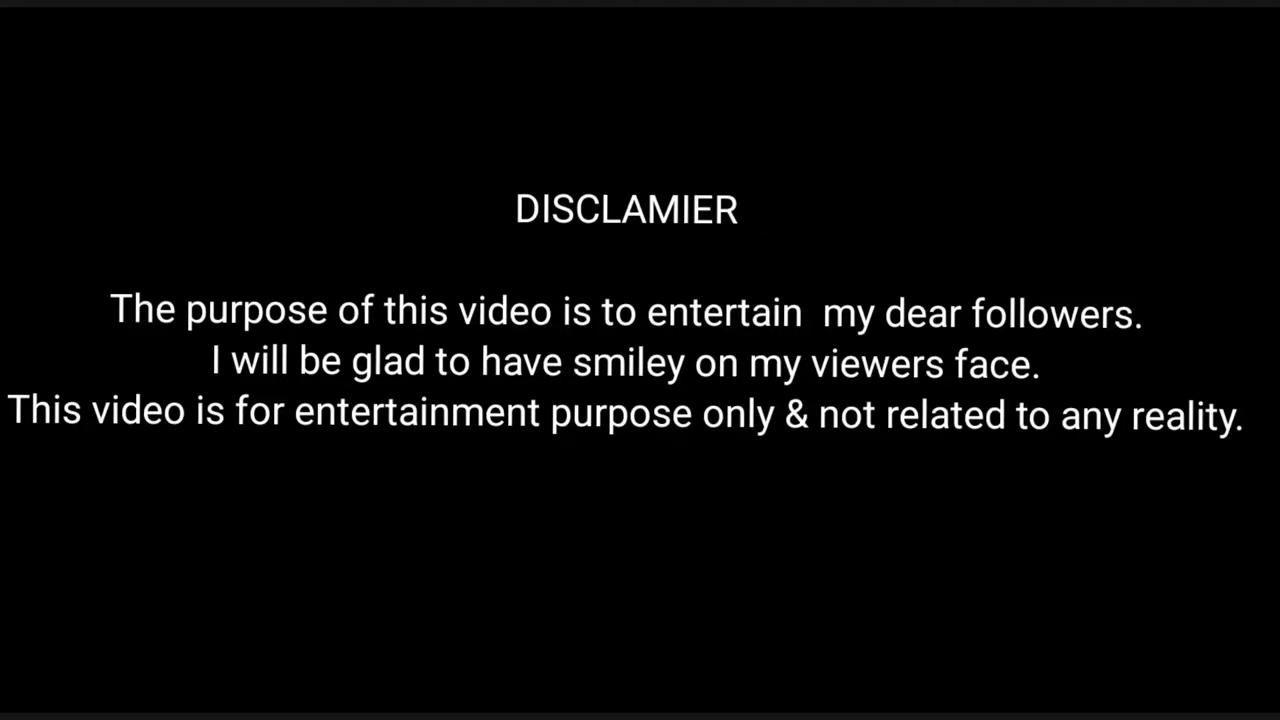 DISCLAMIER
The purpose of this video is to entertain  my dear followers.
I will be glad to have smiley on my viewers face.
This video is for entertainment purpose only & not related to any reality.